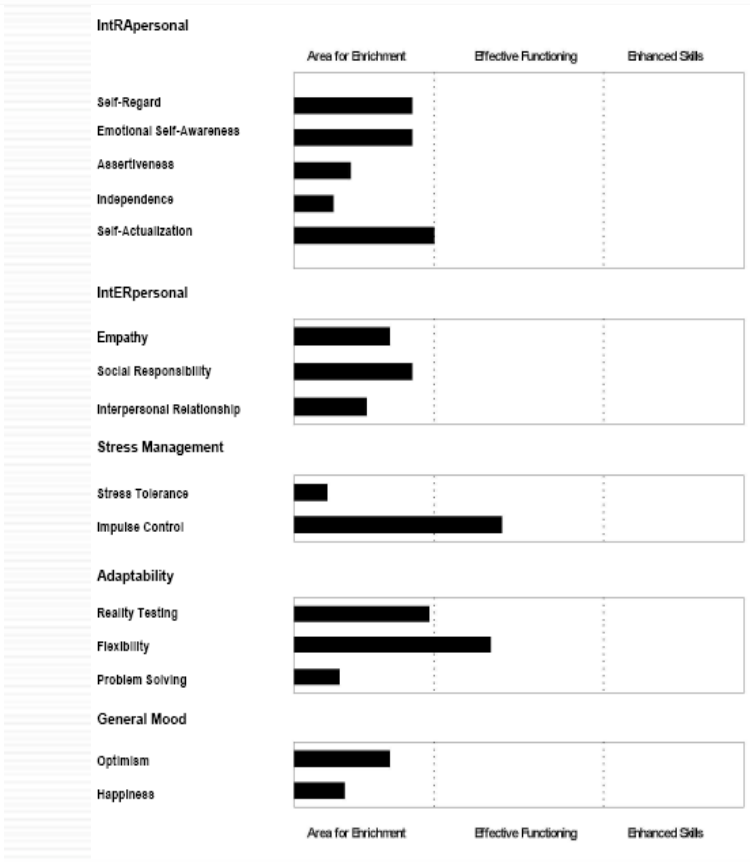 IntRApersonal
Area for Enrichment Effective Functioning Enhanced Skills
Self-Regard
Emotional Self-Awareness
Assertiveness
Independence
Self-Actualization
IntERpersonal
Empathy
Social Responsibility
Interpersonal Relationship
Stress Management
Stress Tolerance
Impulse Control
Adaptability
Reality Testing
Flexibility
Problem Solving
General Mood
Optimism
Happiness
Area for Enrichment Effective Functioning Enhanced Skills